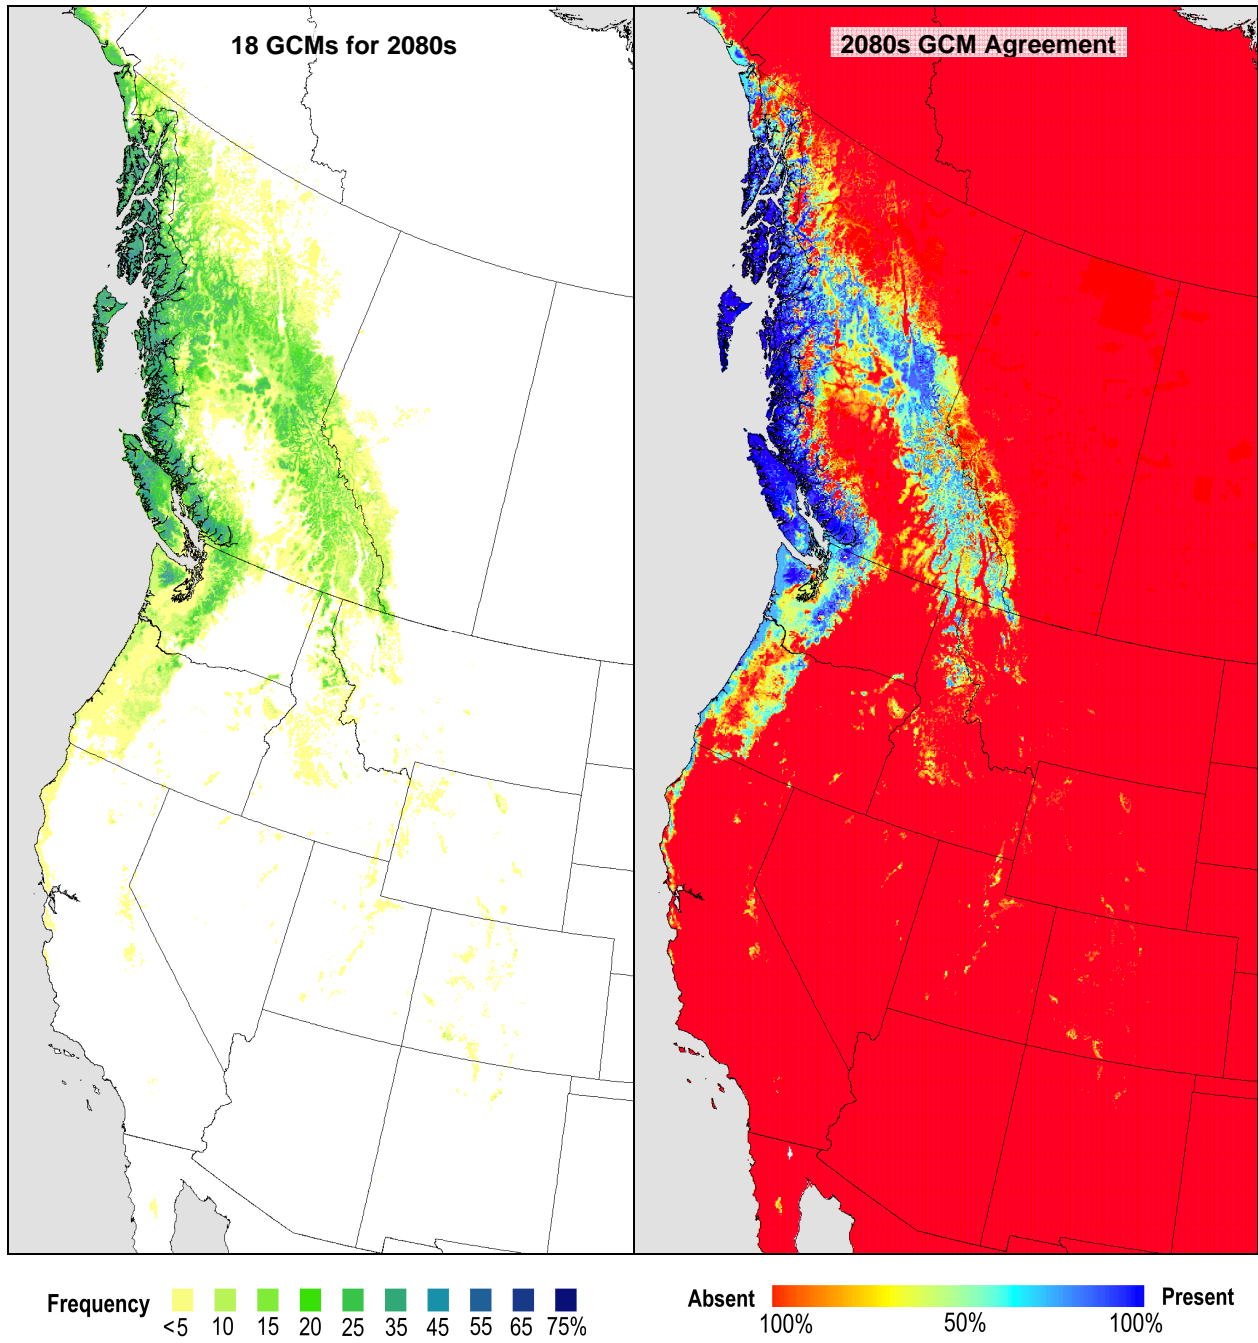 18 GCMs for 2080s
2080s GCM Agreement
Frequency
<5 10 15 20 25 35 45 55 65 75%
Absent
Present
100% 50% 100%